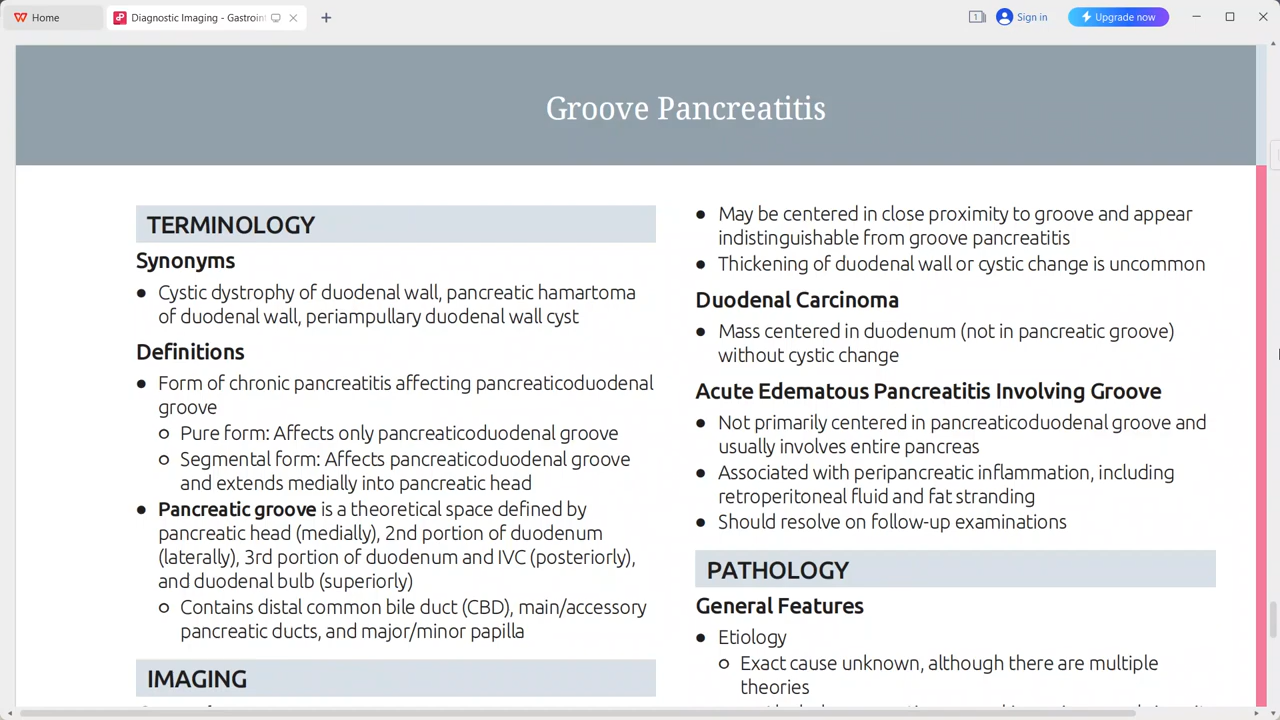 Home
Diagnostic Imaging - Gastroint
1
Sign in
Upgrade now
Groove Pancreatitis
TERMINOLOGY
Synonyms
• Cystic dystrophy of duodenal wall, pancreatic hamartoma
of duodenal wall, periampullary duodenal wall cyst
Definitions
• Form of chronic pancreatitis affecting pancreaticoduodenal
groove
○ Pure form: Affects only pancreaticoduodenal groove
○ Segmental form: Affects pancreaticoduodenal groove
and extends medially into pancreatic head
• Pancreatic groove is a theoretical space defined by
pancreatic head (medially), 2nd portion of duodenum
(laterally), 3rd portion of duodenum and IVC (posteriorly),
and duodenal bulb (superiorly)
○ Contains distal common bile duct (CBD), main/accessory
pancreatic ducts, and major/minor papilla
IMAGING
• May be centered in close proximity to groove and appear
indistinguishable from groove pancreatitis
• Thickening of duodenal wall or cystic change is uncommon
Duodenal Carcinoma
• Mass centered in duodenum (not in pancreatic groove)
without cystic change
Acute Edematous Pancreatitis Involving Groove
• Not primarily centered in pancreaticoduodenal groove and
usually involves entire pancreas
• Associated with peripancreatic inflammation, including
retroperitoneal fluid and fat stranding
• Should resolve on follow-up examinations
PATHOLOGY
General Features
• Etiology
○ Exact cause unknown, although there are multiple
theories